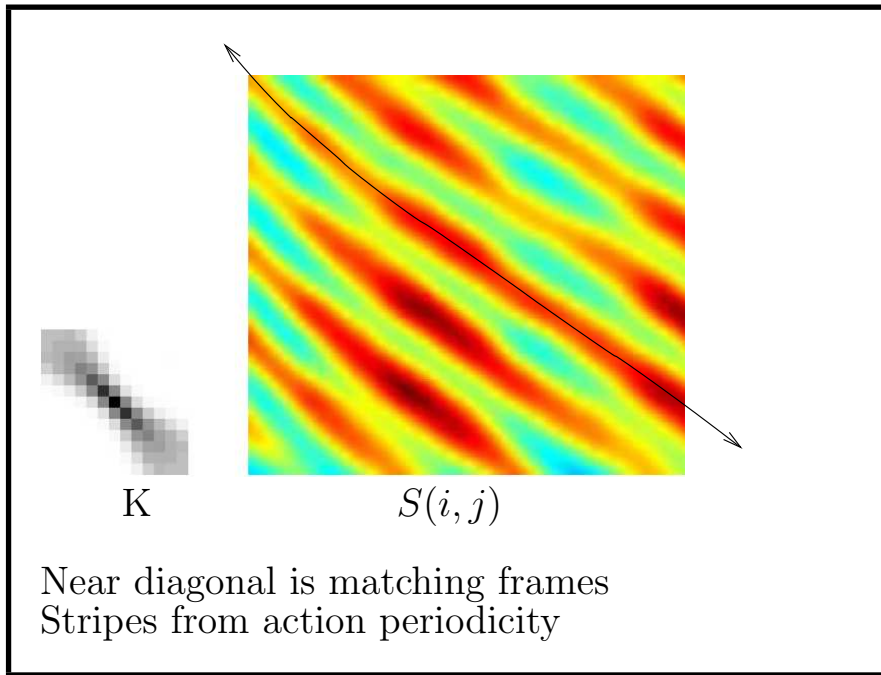 K
S(i, j)
Near diagonal is matching frames
Stripes from action periodicity